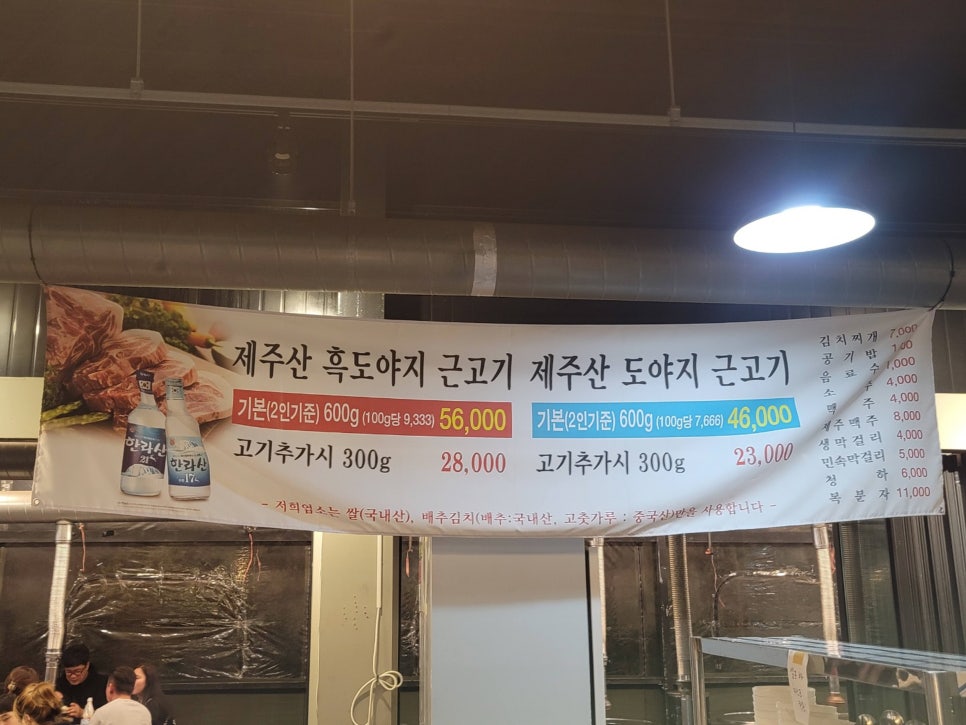 제주산 흑도야지 근고기
기본(2인기준) 600g (100g당 9,333) 56,000
고기추가시 300g 28,000
제주산 도야지 근고기
기본(2인기준) 600g (100g당 7,666) 46,000
고기추가시 300g 23,000
- 저희업소는 쌀(국내산), 배추김치(배추:국내산, 고춧가루 : 중국산)만을 사용합니다 -
김치찌개 7,000
공기밥
음료수 1,000
소주 4,000
맥주 4,000
제주맥주 8,000
생막걸리 4,000
민속막걸리 5,000
청하 6,000
복분자 11,000
한라산
21
한라산
17